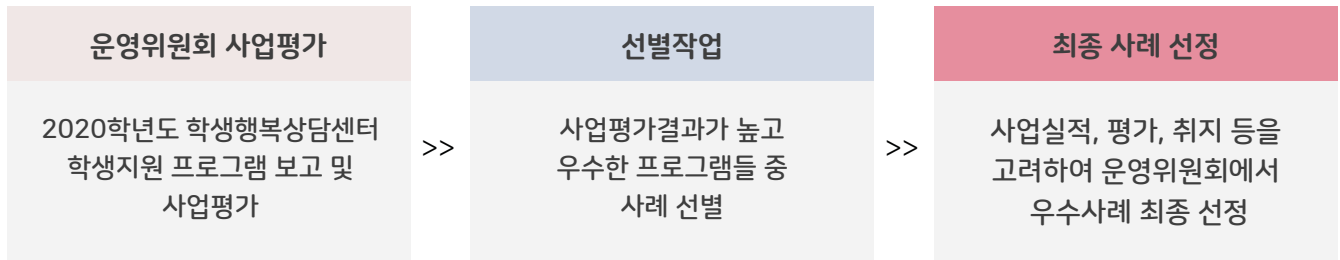 운영위원회 사업평가
2020학년도 학생행복상담센터
학생지원 프로그램 보고 및
사업평가
>>
선별작업
사업평가결과가 높고
우수한 프로그램들 중
사례 선별
>>
최종 사례 선정
사업실적, 평가, 취지 등을
고려하여 운영위원회에서
우수사례 최종 선정